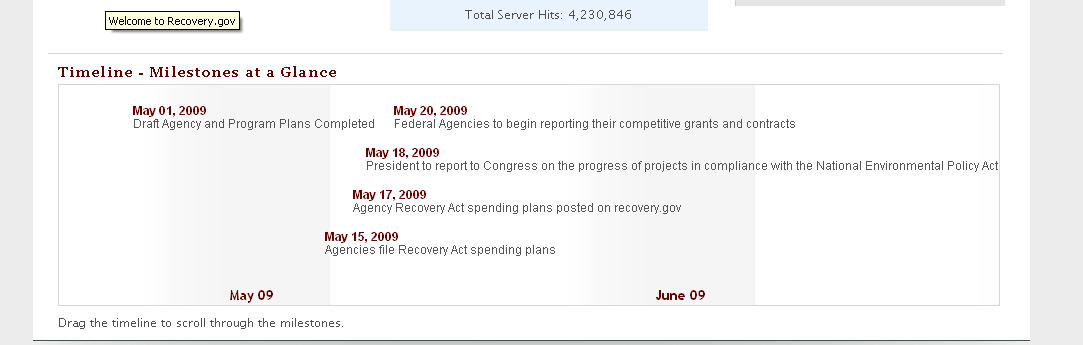 Welcome to Recovery.gov
Total Server Hits: 4,230,846
Timeline - Milestones at a Glance
May 01, 2009
Draft Agency and Program Plans Completed
May 20, 2009
Federal Agencies to begin reporting their competitive grants and contracts
May 18, 2009
President to report to Congress on the progress of projects in compliance with the National Environmental Policy Act
May 17, 2009
Agency Recovery Act spending plans posted on recovery.gov
May 15, 2009
Agencies file Recovery Act spending plans
May 09
June 09
Drag the timeline to scroll through the milestones.